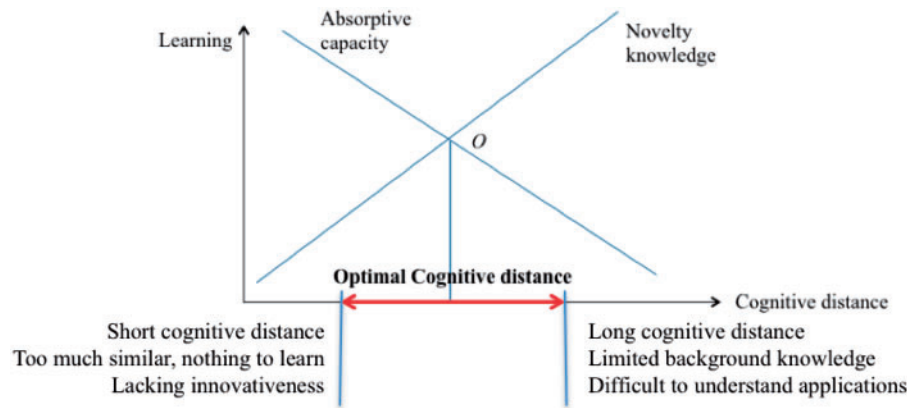 Absorptive
capacity
Learning
Novelty
knowledge
O
Optimal Cognitive distance
Cognitive distance
Short cognitive distance
Too much similar, nothing to learn
Lacking innovativeness
Long cognitive distance
Limited background knowledge
Difficult to understand applications